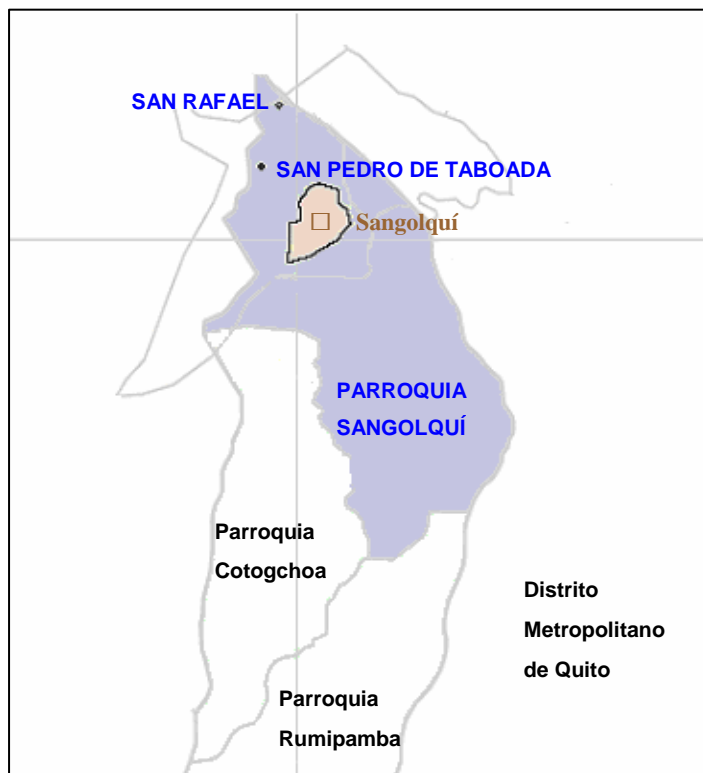 SAN RAFAEL
SAN PEDRO DE TABOADA
Sangolquí
PARROQUIA
SANGOLQUÍ
Parroquia
Cotogchoa
Distrito
Metropolitano
de Quito
Parroquia
Rumipamba